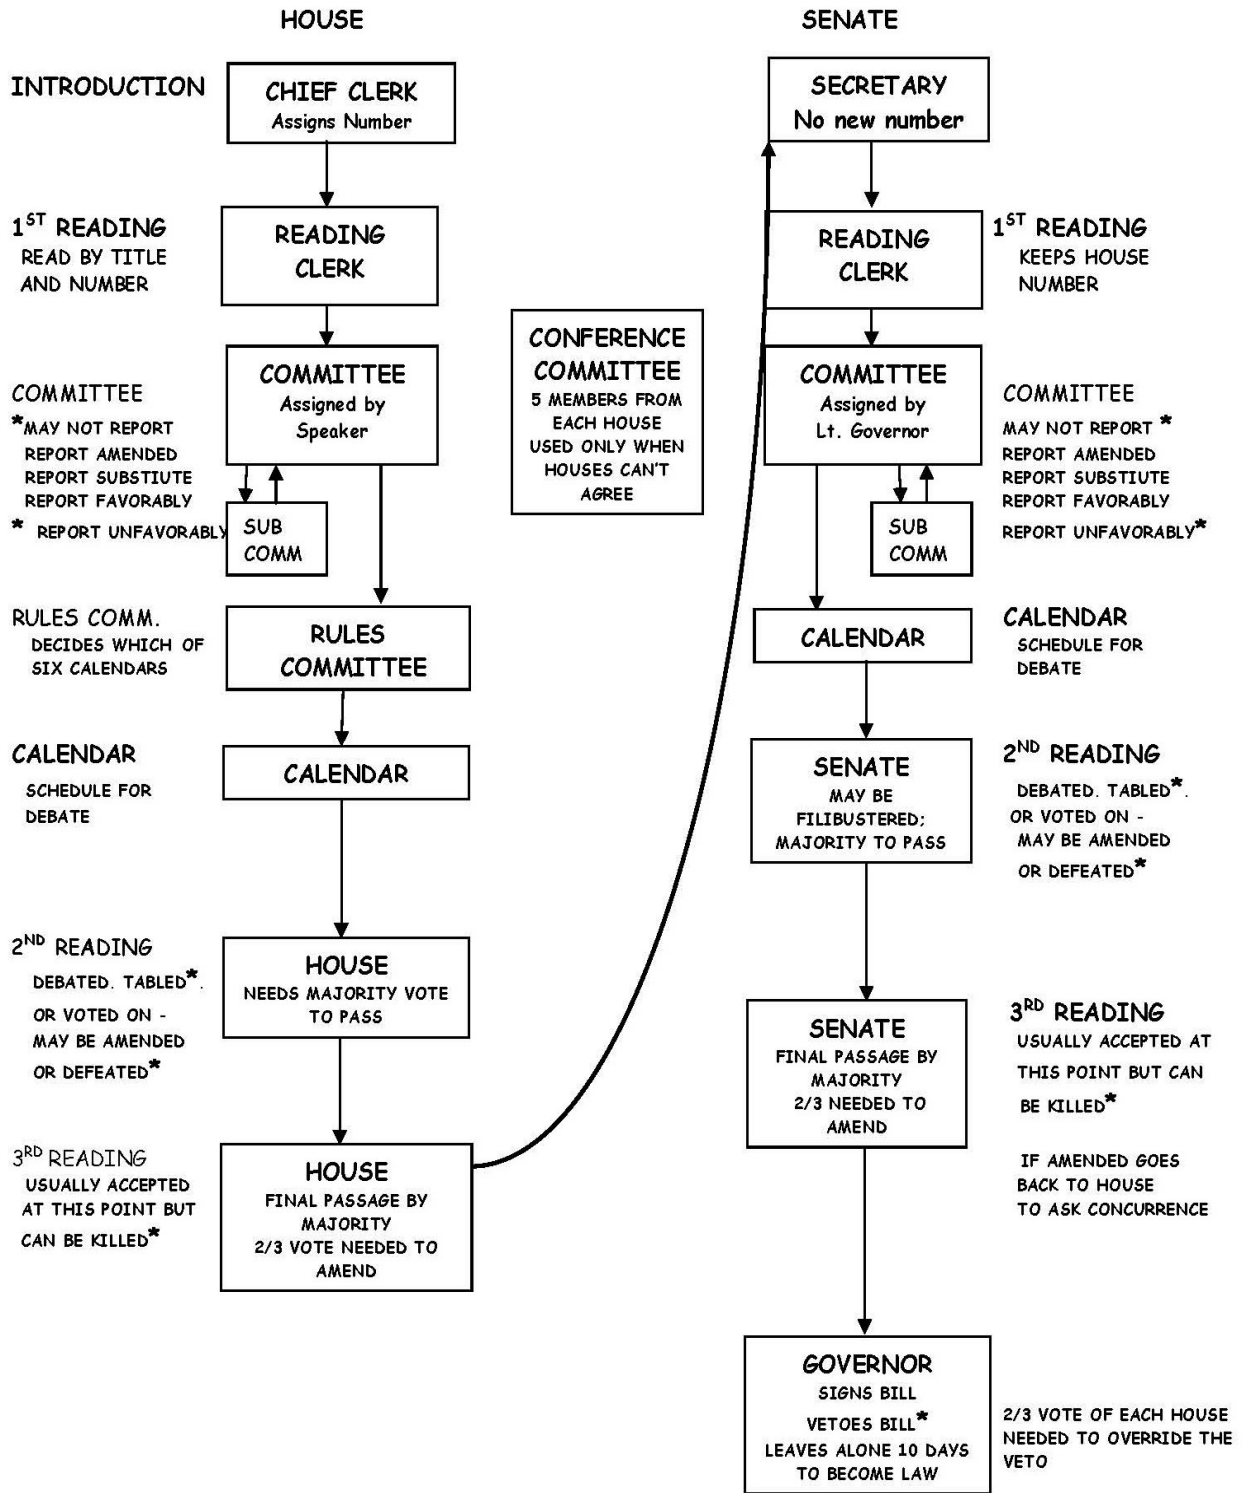 HOUSE
INTRODUCTION
CHIEF CLERK
Assigns Number
1ST READING
READ BY TITLE
AND NUMBER
READING
CLERK
COMMITTEE
*MAY NOT REPORT
REPORT AMENDED
REPORT SUBSTIUTE
REPORT FAVORABLY
* REPORT UNFAVORABLY
COMMITTEE
Assigned by
Speaker
SUB
COMM
RULES COMM.
DECIDES WHICH OF
SIX CALENDARS
RULES
COMMITTEE
CALENDAR
SCHEDULE FOR
DEBATE
CALENDAR
2ND READING
DEBATED. TABLED*.
OR VOTED ON -
MAY BE AMENDED
OR DEFEATED*
HOUSE
NEEDS MAJORITY VOTE
TO PASS
3RD READING
USUALLY ACCEPTED
AT THIS POINT BUT
CAN BE KILLED*
HOUSE
FINAL PASSAGE BY
MAJORITY
2/3 VOTE NEEDED TO
AMEND
CONFERENCE
COMMITTEE
5 MEMBERS FROM
EACH HOUSE
USED ONLY WHEN
HOUSES CAN'T
AGREE
SENATE
SECRETARY
No new number
READING
CLERK
1ST READING
KEEPS HOUSE
NUMBER
COMMITTEE
Assigned by
Lt. Governor
SUB
COMM
COMMITTEE
MAY NOT REPORT *
REPORT AMENDED
REPORT SUBSTIUTE
REPORT FAVORABLY
REPORT UNFAVORABLY*
CALENDAR
CALENDAR
SCHEDULE FOR
DEBATE
SENATE
MAY BE
FILIBUSTERED;
MAJORITY TO PASS
2ND READING
DEBATED. TABLED*.
OR VOTED ON -
MAY BE AMENDED
OR DEFEATED*
SENATE
FINAL PASSAGE BY
MAJORITY
2/3 NEEDED TO
AMEND
3RD READING
USUALLY ACCEPTED AT
THIS POINT BUT CAN
BE KILLED*
IF AMENDED GOES
BACK TO HOUSE
TO ASK CONCURRENCE
GOVERNOR
SIGNS BILL
VETOES BILL*
LEAVES ALONE 10 DAYS
TO BECOME LAW
2/3 VOTE OF EACH HOUSE
NEEDED TO OVERRIDE THE
VETO